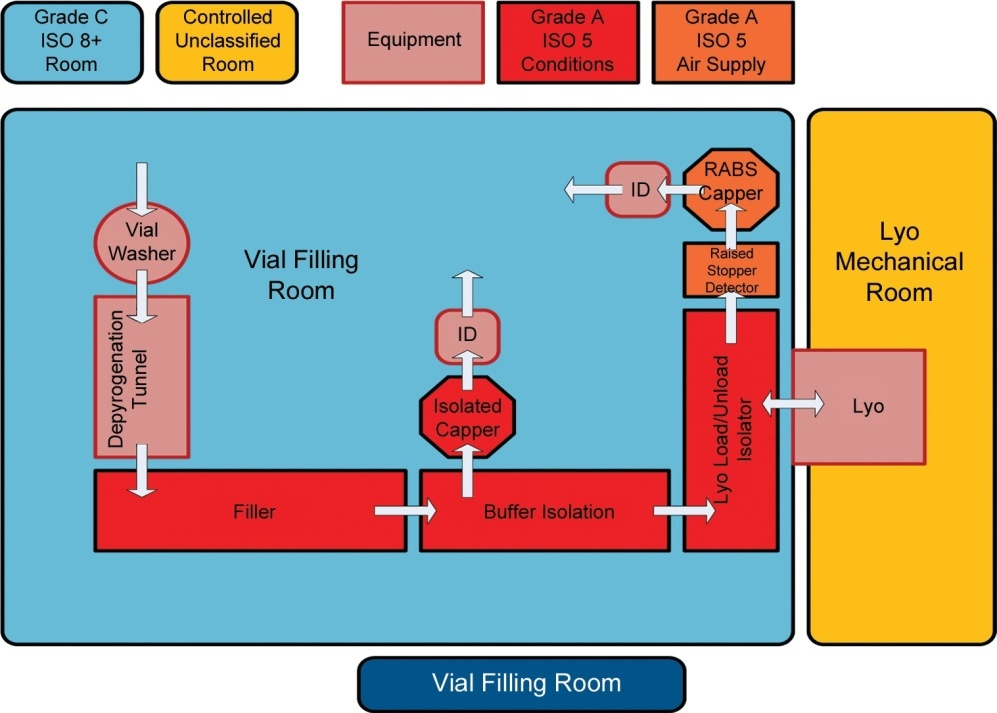 Grade C
ISO 8+
Room
Controlled
Unclassified
Room
Equipment
Grade A
ISO 5
Conditions
Grade A
ISO 5
Air Supply
Vial
Washer
Depyrogenation
Tunnel
Vial Filling
Room
ID
Isolated
Capper
Filler
Buffer Isolation
ID
RABS
Capper
Raised
Stopper
Detector
Lyo Load/Unload
Isolator
Lyo
Lyo
Mechanical
Room
Vial Filling Room